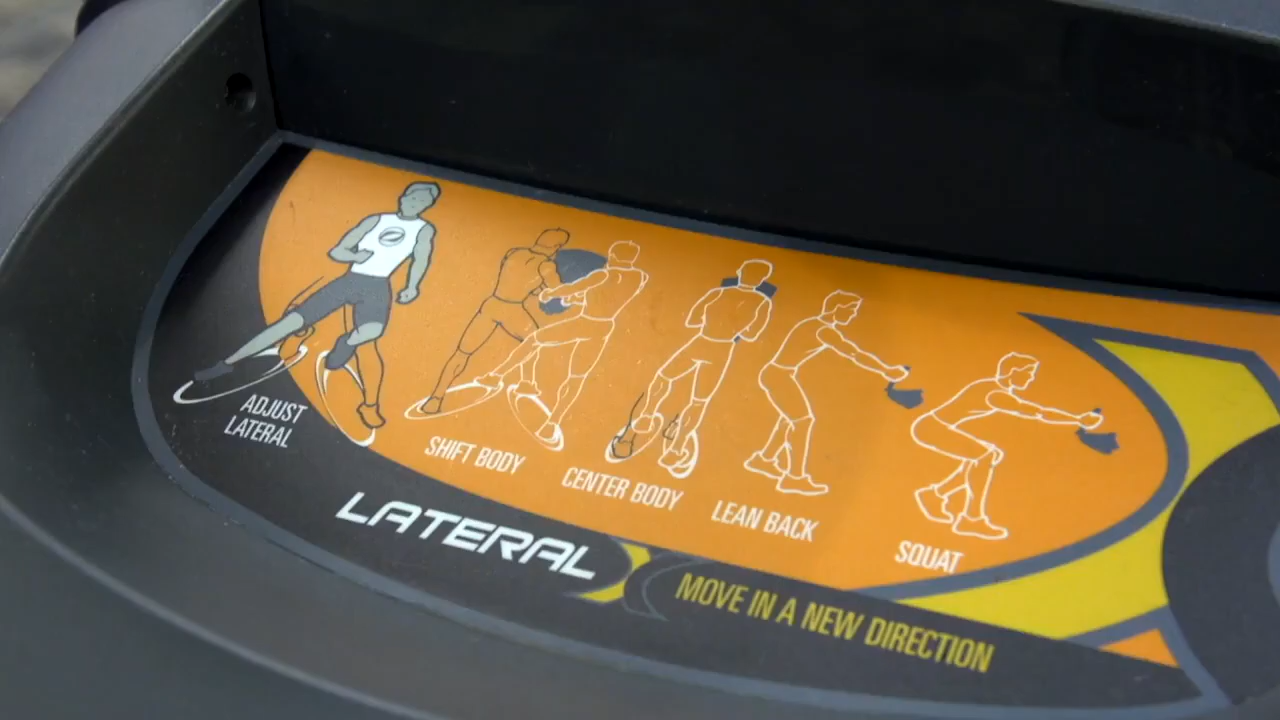 ADJUST
LATERAL
SHIFT BODY
CENTER BODY
LEAN BACK
SQUAT
LATERAL X
MOVE IN A NEW DIRECTION